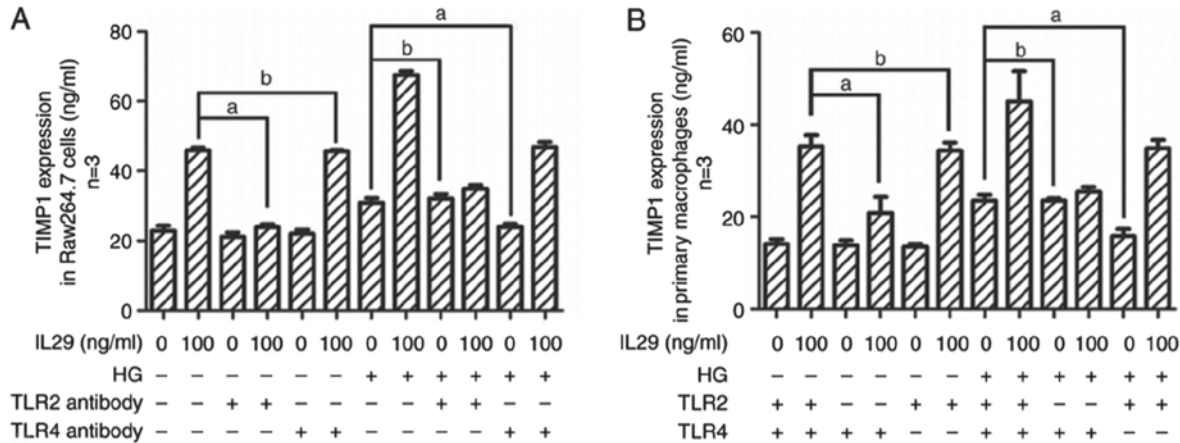 A
TIMP1 expression
in Raw264.7 cells (ng/ml)
n=3
80
60
40
20
0
a
b
b
a
IL29 (ng/ml) 0 100 0 100 0 100 0 100 0 100 0 100
HG – – – – – – + + + + + +
TLR2 antibody – – + + – – – – + + – –
TLR4 antibody – – – – + + – – – – + +
B
TIMP1 expression
in primary macrophages (ng/ml)
n=3
60
40
20
0
a
b
b
a
IL29 (ng/ml) 0 100 0 100 0 100 0 100 0 100 0 100
HG – – – – – – + + + + + +
TLR2 + + – – + + + + – – + +
TLR4 + + + + – – + + + + – –